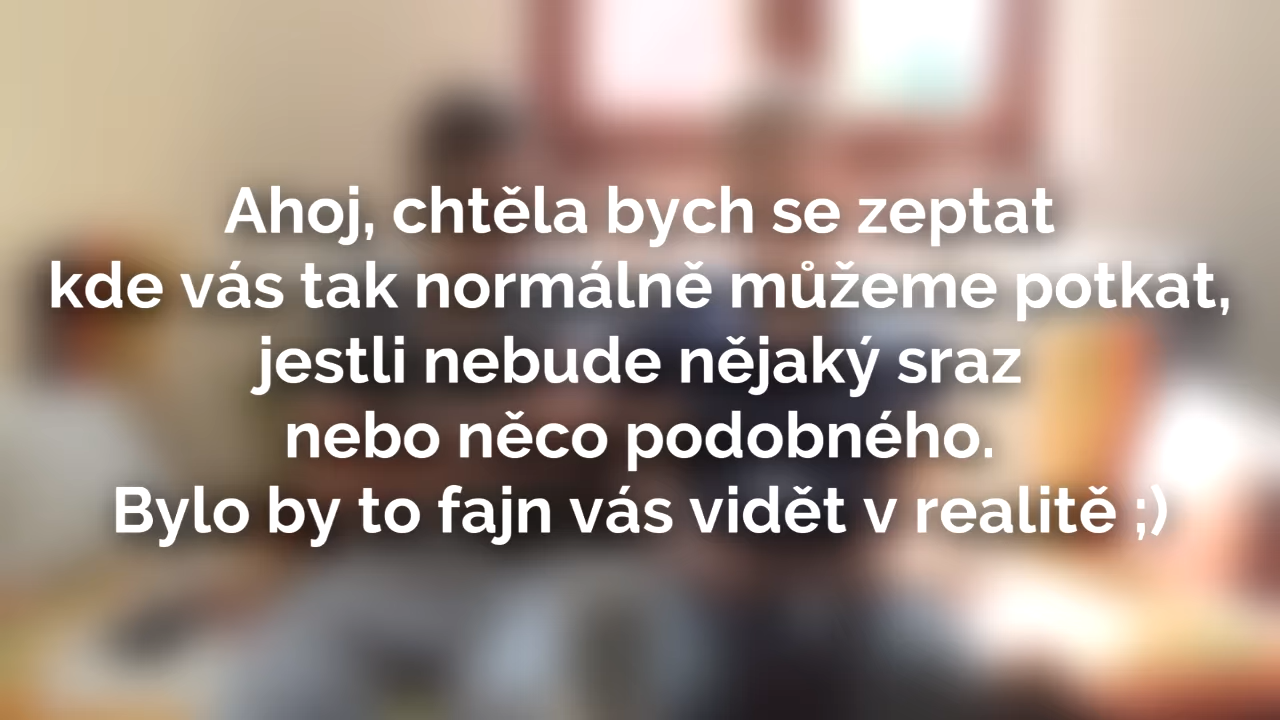 Ahoj, chtěla bych se zeptat
kde vás tak normálně můžeme potkat,
jestli nebude nějaký sraz
nebo něco podobného.
Bylo by to fajn vás vidět v realitě ;)